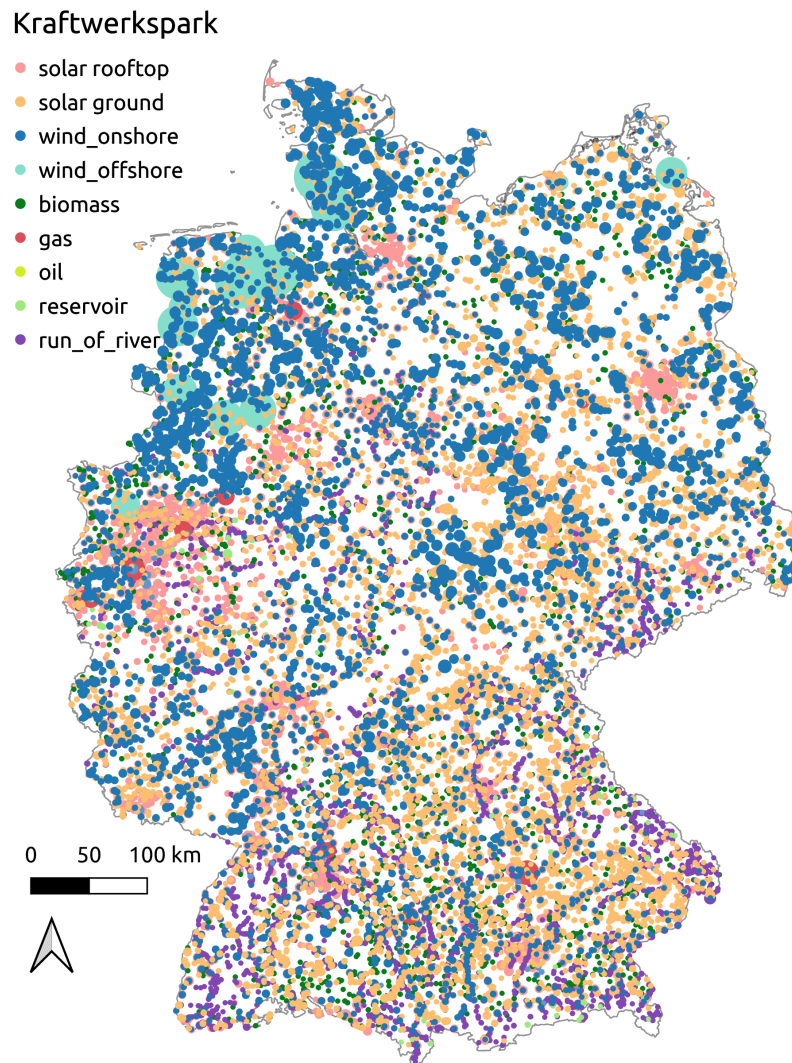 Kraftwerkspark
solar rooftop
solar ground
wind_onshore
wind_offshore
biomass
gas
oil
reservoir
run_of_river
0 50 100 km